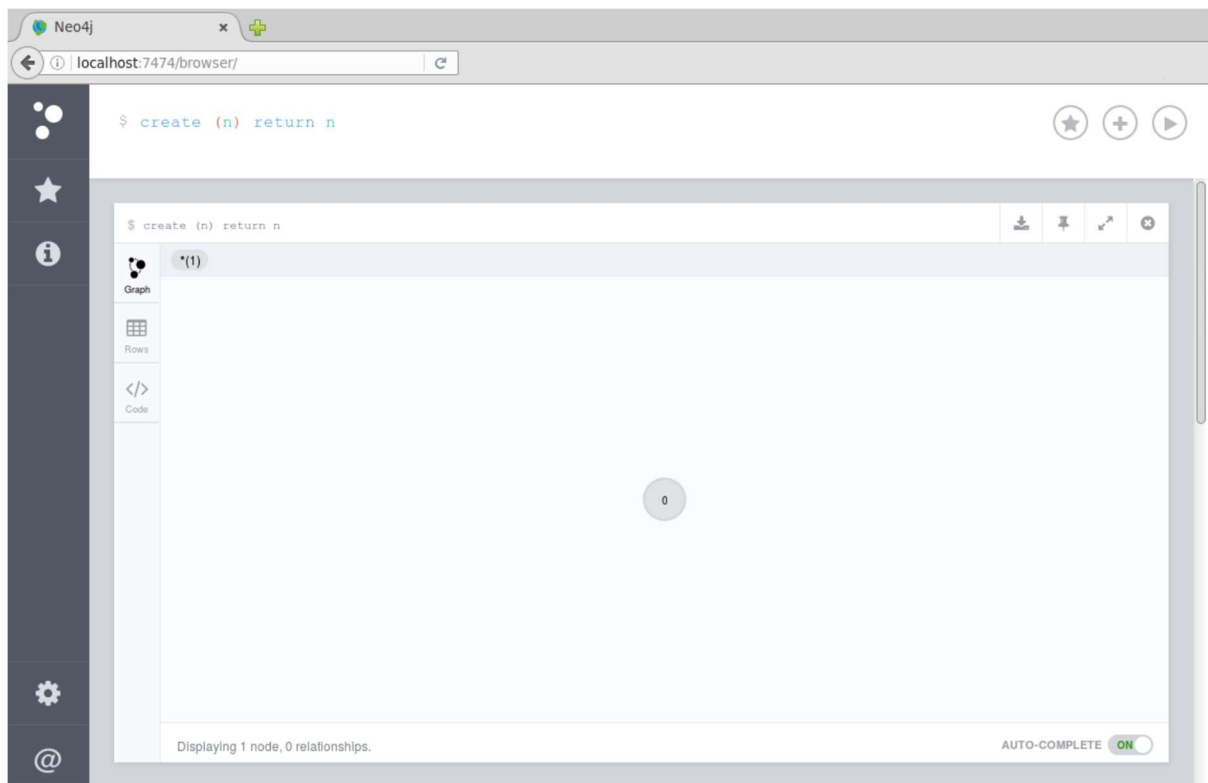 Neo4j
localhost:7474/browser/
$ create (n) return n
$ create (n) return n
*(1)
Graph
Rows
</>
Code
0
Displaying 1 node, 0 relationships.
AUTO-COMPLETE ON
@